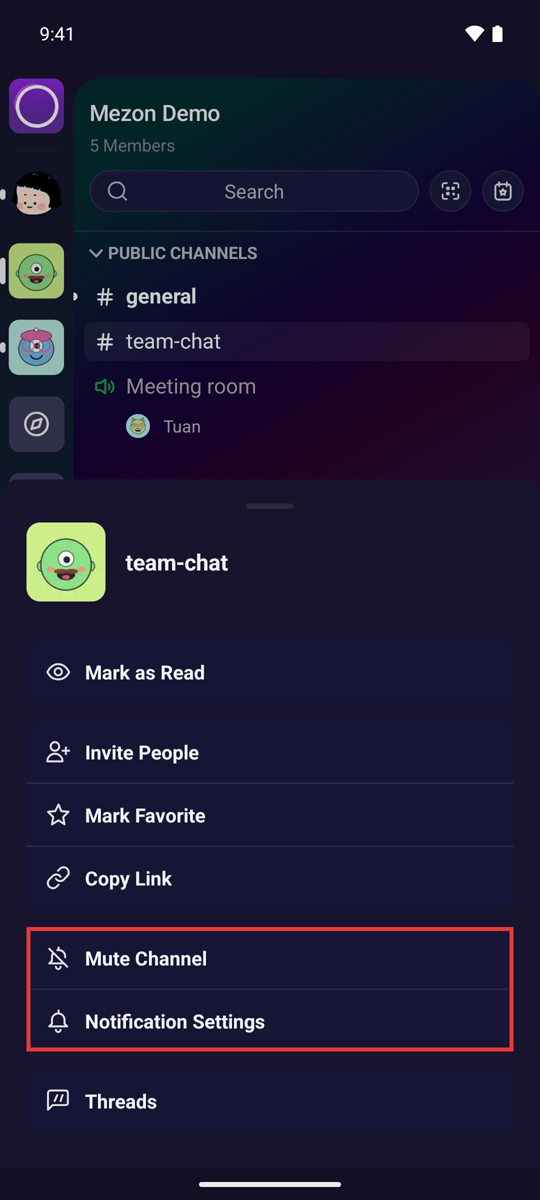 9:41
Mezon Demo
5 Members
Search
PUBLIC CHANNELS
# general
# team-chat
Meeting room
Tuan
team-chat
Mark as Read
Invite People
Mark Favorite
Copy Link
Mute Channel
Notification Settings
Threads